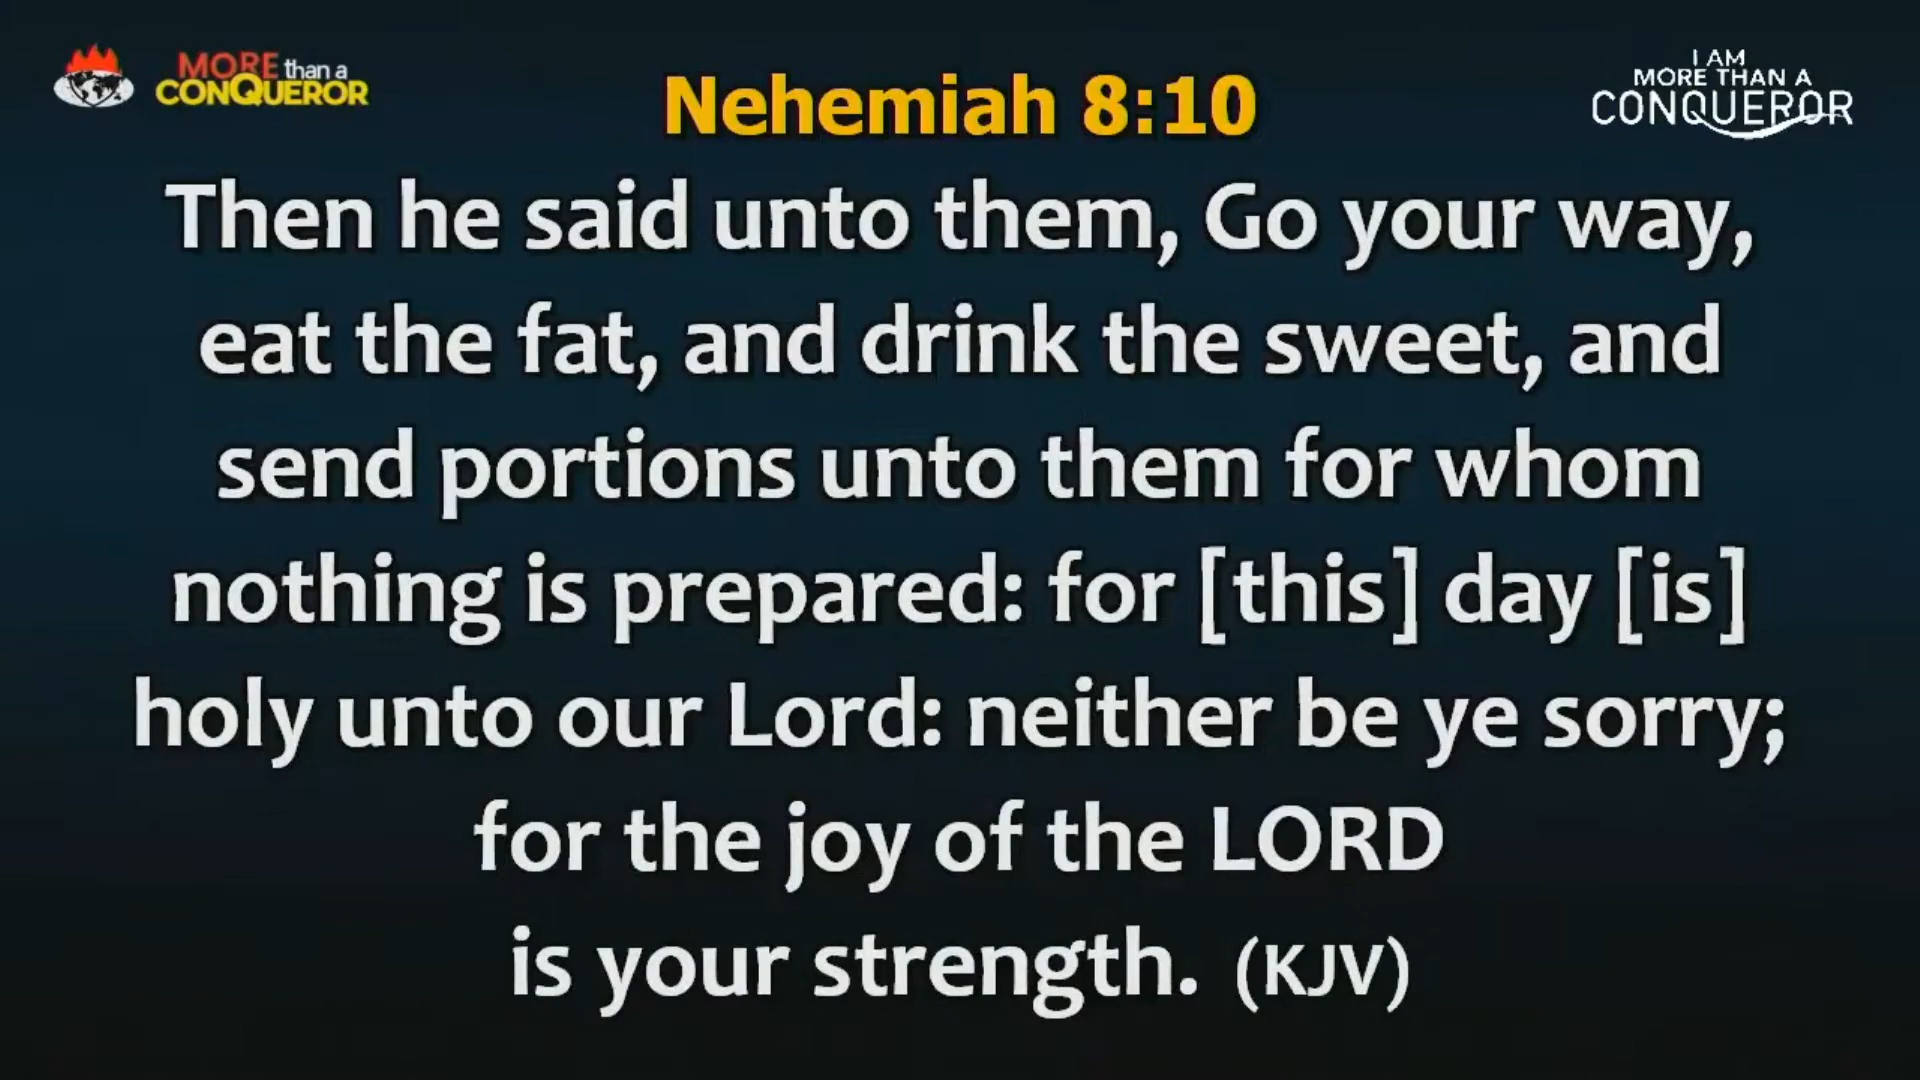 MORE than a
CONQUEROR
I AM
MORE THAN A
CONQUEROR
Nehemiah 8:10
Then he said unto them, Go your way,
eat the fat, and drink the sweet, and
send portions unto them for whom
nothing is prepared: for [this] day [is]
holy unto our Lord: neither be ye sorry;
for the joy of the LORD
is your strength. (KJV)